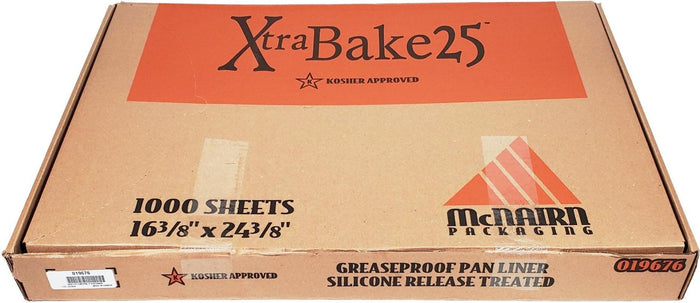 XtraBake25™
K KOSHER APPROVED
1000 SHEETS
16 3/8" x 24 3/8"
McNAIRN
PACKAGING
019676
K KOSHER APPROVED
GREASEPROOF PAN LINER
SILICONE RELEASE TREATED
019676